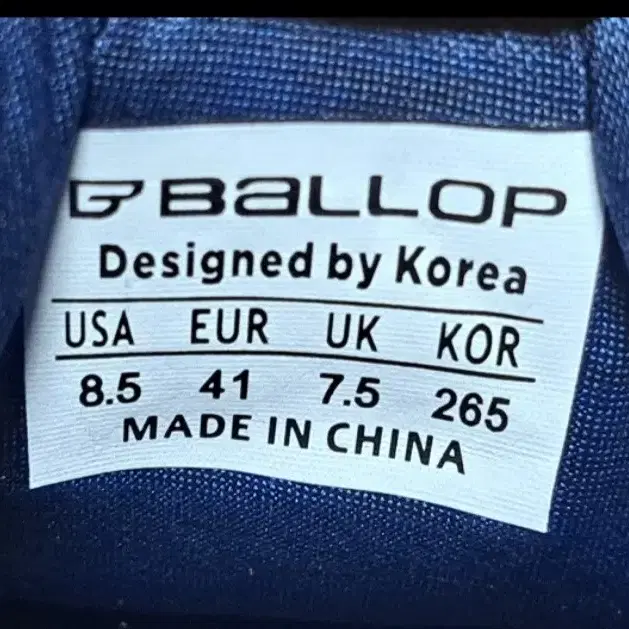 BaLLOP
Designed by Korea
USA EUR UK KOR
8.5 41 7.5 265
MADE IN CHINA